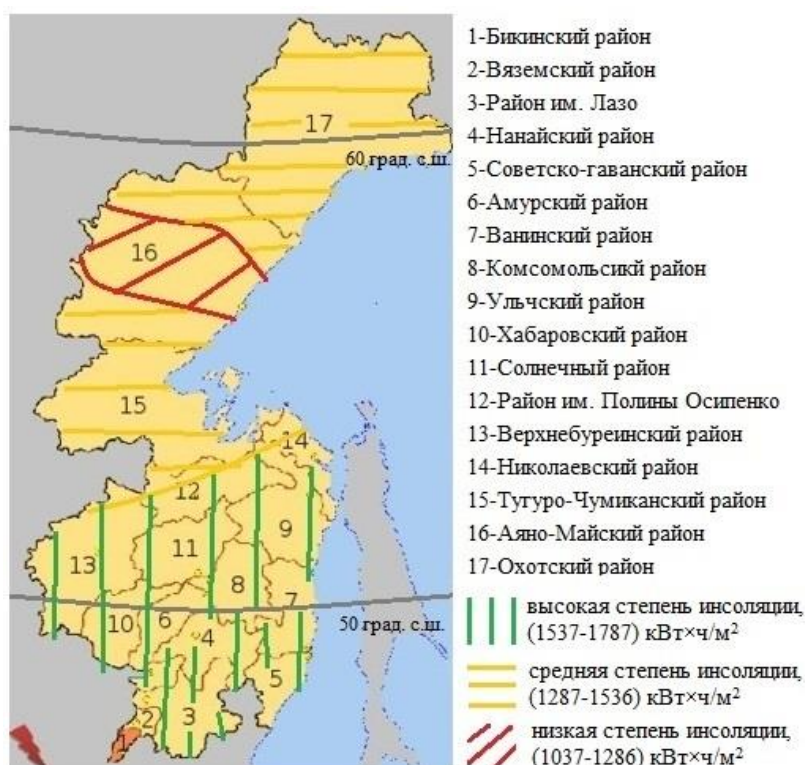 17
60 град. с.ш.
16
15
14
12
9
13
11
8
7
50 град. с.ш.
10
6
4
5
2
3
1
1-Бикинский район
2-Вяземский район
3-Район им. Лазо
4-Нанайский район
5-Советско-гаванский район
6-Амурский район
7-Ванинский район
8-Комсомольсикй район
9-Ульчский район
10-Хабаровский район
11-Солнечный район
12-Район им. Полины Осипенко
13-Верхнебуреинский район
14-Николаевский район
15-Тугуро-Чумиканский район
16-Аяно-Майский район
17-Охотский район
высокая степень инсоляции,
(1537-1787) кВт×ч/м²
средняя степень инсоляции,
(1287-1536) кВт×ч/м²
низкая степень инсоляции,
(1037-1286) кВт×ч/м²